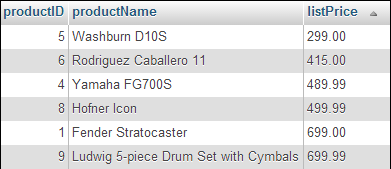 productID productName listPrice
5 Washburn D10S 299.00
6 Rodriguez Caballero 11 415.00
4 Yamaha FG700S 489.99
8 Hofner Icon 499.99
1 Fender Stratocaster 699.00
9 Ludwig 5-piece Drum Set with Cymbals 699.99